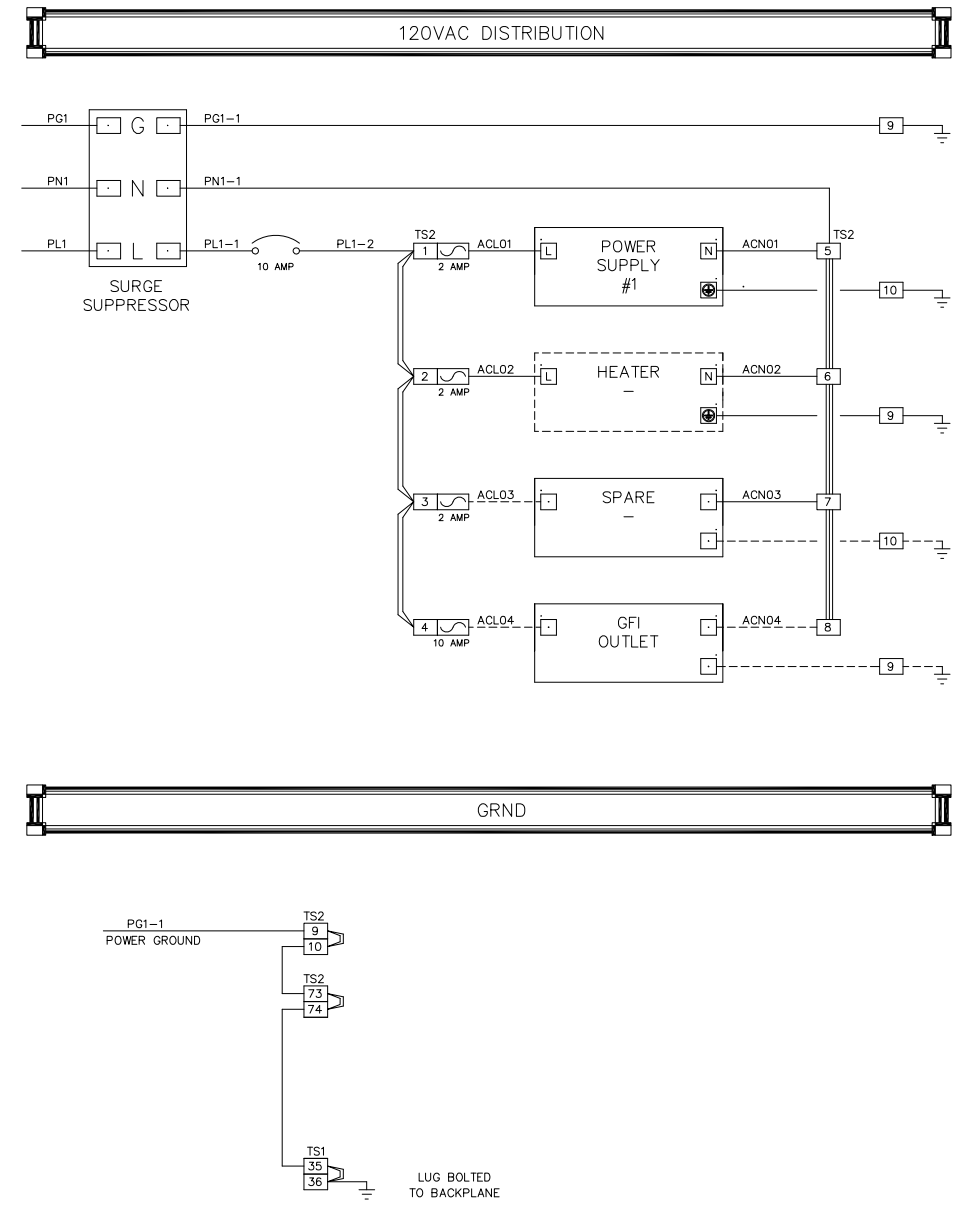 120VAC DISTRIBUTION
PG1 G PG1-1 9
PN1 N PN1-1
PL1 L PL1-1 10 AMP PL1-2
SURGE
SUPPRESSOR
TS2
1 2 AMP ACL01 L POWER
SUPPLY
#1 N ACN01 5 TS2
10
2 2 AMP ACL02 L HEATER
- N ACN02 6
9
3 2 AMP ACL03 SPARE
- ACN03 7
10
4 10 AMP ACL04 GFI
OUTLET ACN04 8
9
GRND
PG1-1
POWER GROUND
TS2
9
10
TS2
73
74
TS1
35
36
LUG BOLTED
TO BACKPLANE